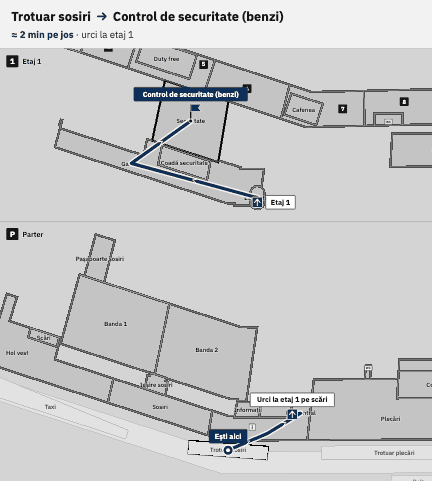 Trotuar sosiri → Control de securitate (benzi)
≈ 2 min pe jos · urci la etaj 1
1 Etaj 1
Duty free
5
Control de securitate (benzi)
Cafenea
7
8
Coadă securitate
Etaj 1
P Parter
Pașapoarte sosiri
Banda 1
Banda 2
Scări
Hol vest
Ieșire sosiri
Taxi
Sosiri
Informații
Urci la etaj 1 pe scări
Plecări
Ești aici
Trotuar plecări